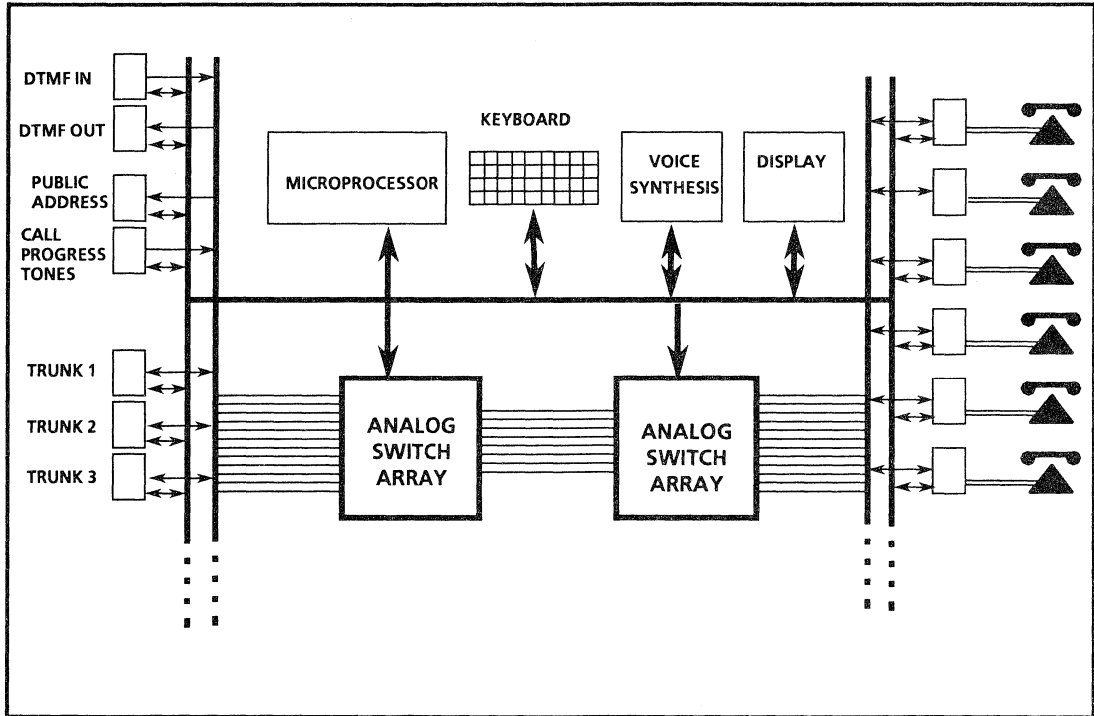 DTMF IN
DTMF OUT
PUBLIC
ADDRESS
CALL
PROGRESS
TONES
TRUNK 1
TRUNK 2
TRUNK 3
MICROPROCESSOR
KEYBOARD
VOICE
SYNTHESIS
DISPLAY
ANALOG
SWITCH
ARRAY
ANALOG
SWITCH
ARRAY